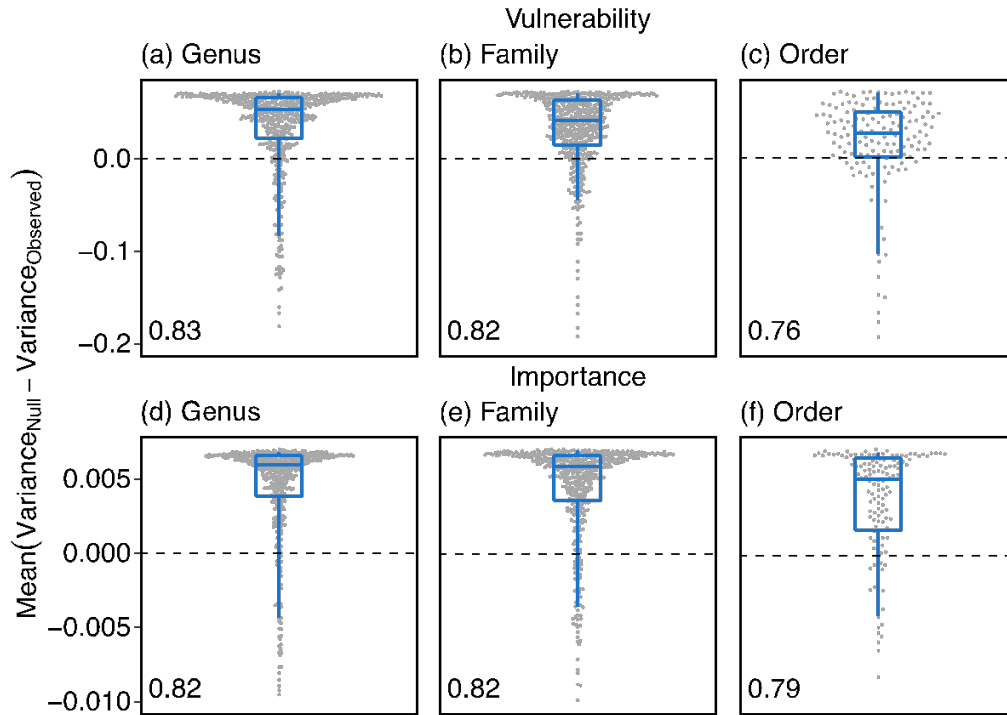 Vulnerability
(a) Genus
(b) Family
(c) Order
Mean(Variance_Null − Variance_Observed)
0.0
−0.1
−0.2
0.83
0.82
0.76
Importance
(d) Genus
(e) Family
(f) Order
0.005
0.000
−0.005
−0.010
0.82
0.82
0.79